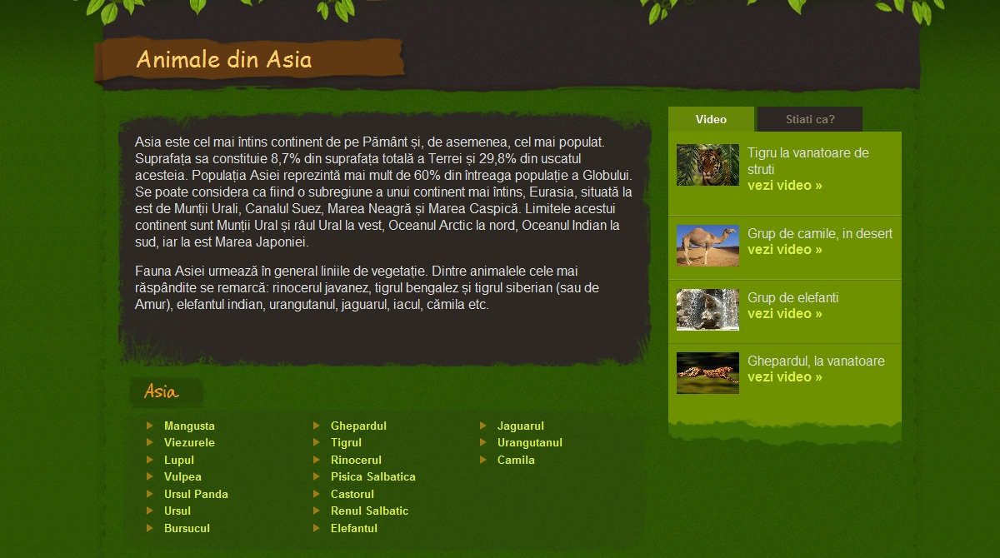 Animale din Asia
Asia este cel mai întins continent de pe Pământ și, de asemenea, cel mai populat.
Suprafața sa constituie 8,7% din suprafața totală a Terrei și 29,8% din uscatul
acesteia. Populația Asiei reprezintă mai mult de 60% din întreaga populație a Globului.
Se poate considera ca fiind o subregiune a unui continent mai întins, Eurasia, situată la
est de Munții Urali, Canalul Suez, Marea Neagră și Marea Caspică. Limitele acestui
continent sunt Munții Ural și râul Ural la vest, Oceanul Arctic la nord, Oceanul Indian la
sud, iar la est Marea Japoniei.
Fauna Asiei urmează în general liniile de vegetație. Dintre animalele cele mai
răspândite se remarcă: rinocerul javanez, tigrul bengalez și tigrul siberian (sau de
Amur), elefantul indian, urangutanul, jaguarul, iacul, cămila etc.
Video
Stiati ca?
Tigru la vanatoare de
struti
vezi video »
Grup de camile, in desert
vezi video »
Grup de elefanti
vezi video »
Ghepardul, la vanatoare
vezi video »
Asia
Mangusta
Viezurele
Lupul
Vulpea
Ursul Panda
Ursul
Bursucul
Ghepardul
Tigrul
Rinocerul
Pisica Salbatica
Castorul
Renul Salbatic
Elefantul
Jaguarul
Urangutanul
Camila